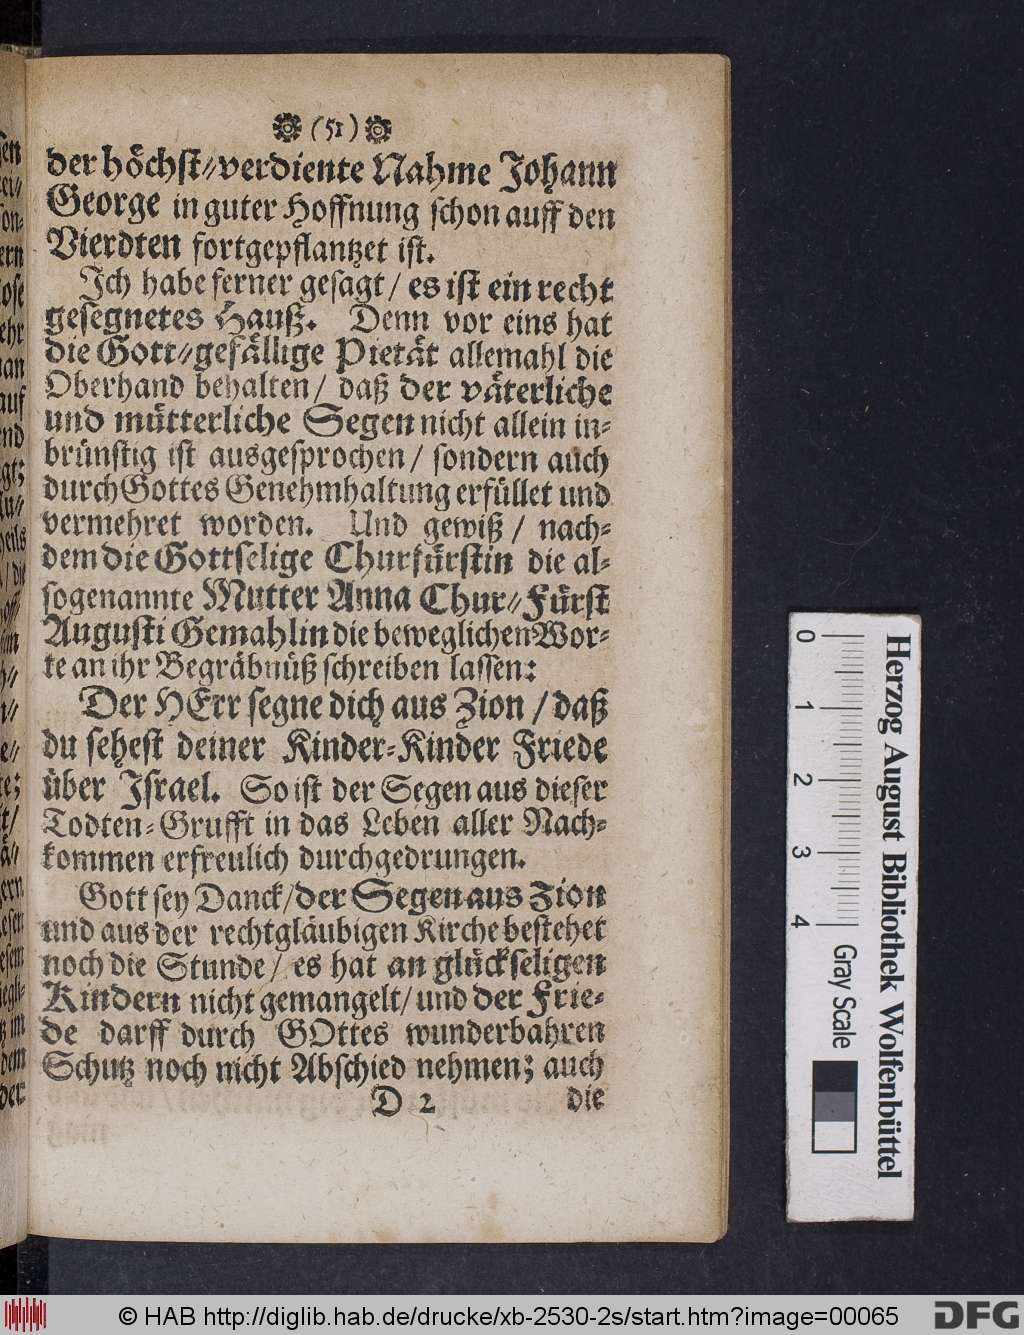 (51)
der höchst-verdiente Nahme Johann
George in guter Hoffnung schon auff den
Vierdten fortgepflantzet ist.
Ich habe ferner gesagt / es ist ein recht
gesegnetes Hauß. Denn vor eins hat
die Gott-gefällige Pietät allemahl die
Oberhand behalten / daß der väterliche
und mütterliche Segen nicht allein in-
brünstig ist ausgesprochen / sondern auch
durch Gottes Genehmhaltung erfüllet und
vermehret worden. Und gewiß / nach-
dem die Gottselige Churfürstin die al-
sogenannte Mutter Anna Chur-Fürst
Augusti Gemahlin die beweglichen Wor-
te an ihr Begräbnüß schreiben lassen:
Der HErr segne dich aus Zion / daß
du sehest deiner Kinder-Kinder Friede
über Israel. So ist der Segen aus dieser
Todten-Grufft in das Leben aller Nach-
kommen erfreulich durchgedrungen.
Gott sey Danck / der Segen aus Zion
und aus der rechtgläubigen Kirche bestehet
noch die Stunde / es hat an glückseligen
Kindern nicht gemangelt / und der Frie-
de darff durch GOttes wunderbahren
Schutz noch nicht Abschied nehmen; auch
D 2 die
Herzog August Bibliothek Wolfenbüttel
0 1 2 3 4
Gray Scale
© HAB http://diglib.hab.de/drucke/xb-2530-2s/start.htm?image=00065
DFG